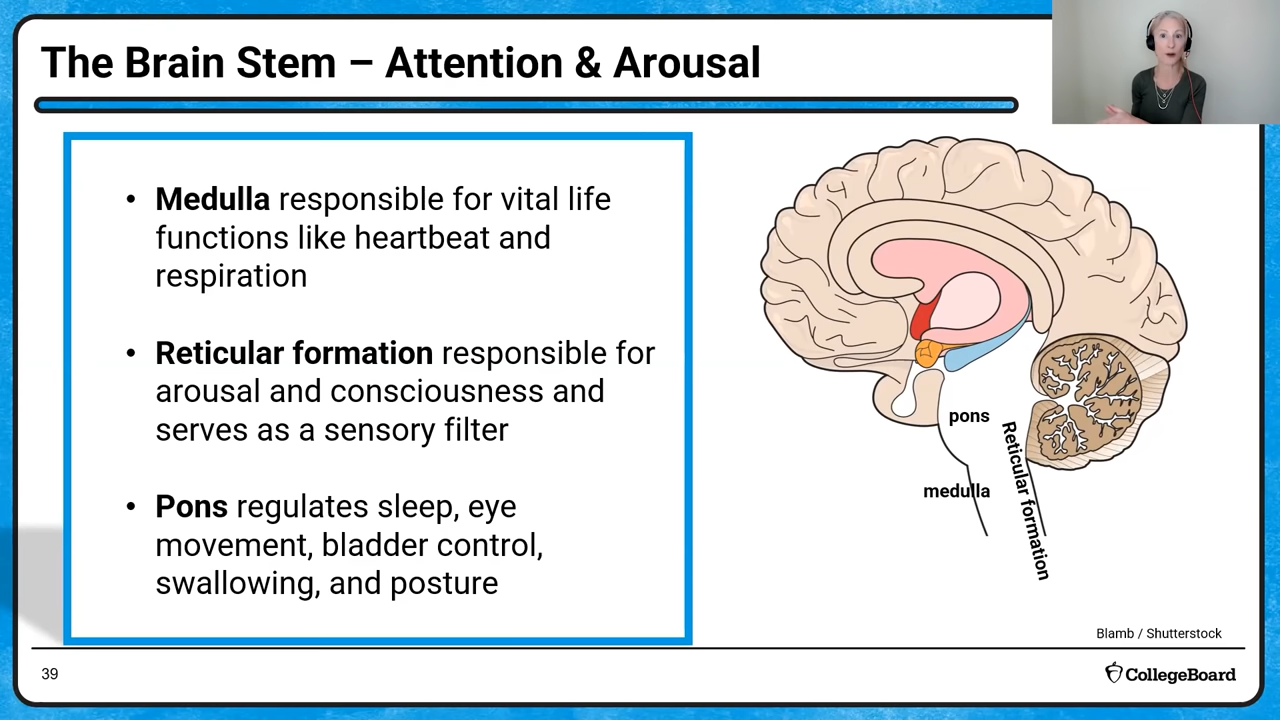 The Brain Stem – Attention & Arousal
• Medulla responsible for vital life
functions like heartbeat and
respiration
• Reticular formation responsible for
arousal and consciousness and
serves as a sensory filter
• Pons regulates sleep, eye
movement, bladder control,
swallowing, and posture
pons
medulla
Reticular formation
Blamb / Shutterstock
39
CollegeBoard